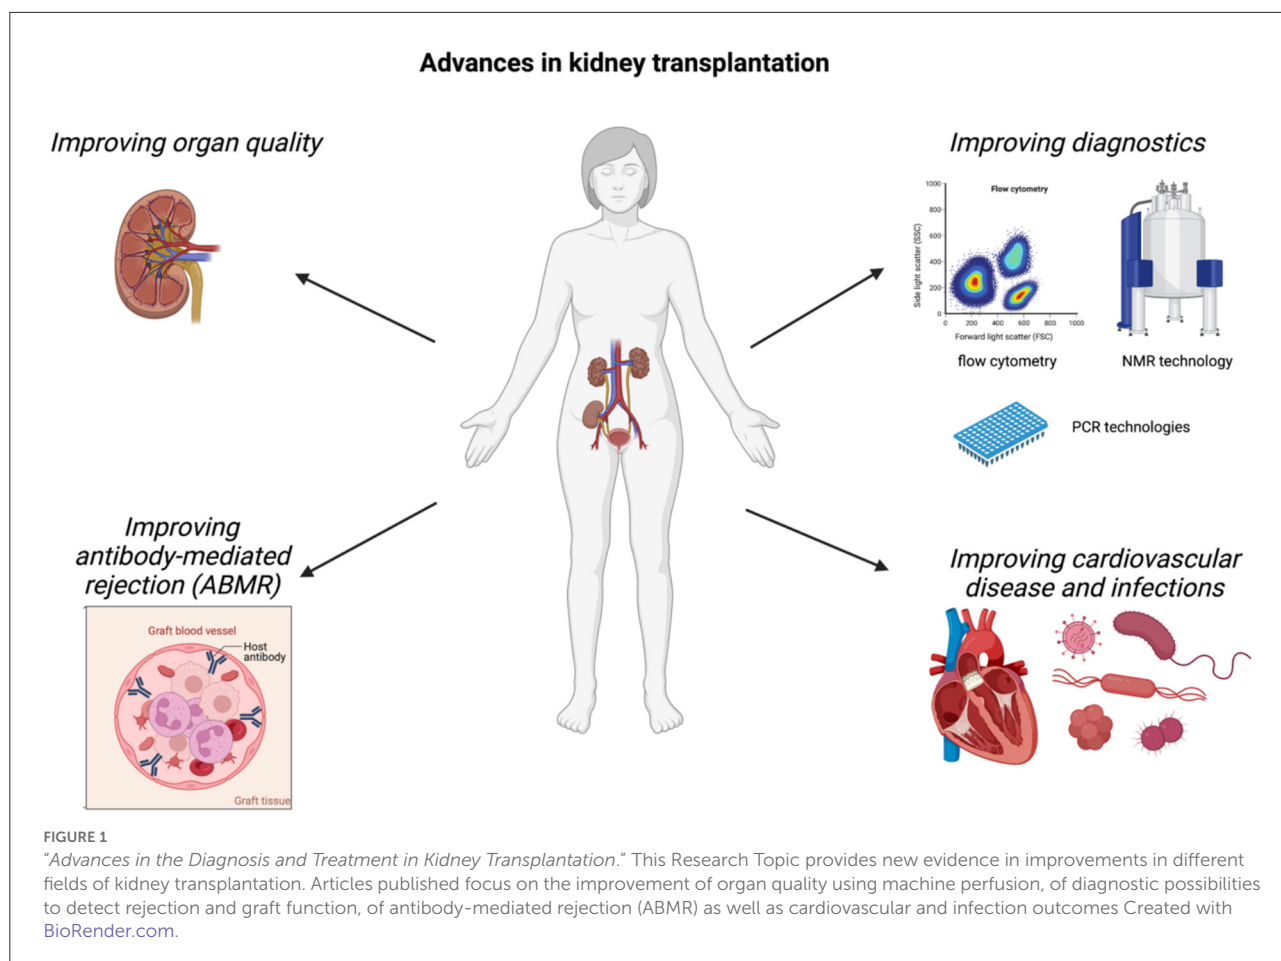 Advances in kidney transplantation
Improving organ quality
Improving diagnostics
Flow cytometry
1000
800
600
400
200
0
Side light scatter (SSC)
0 200 400 600 800 1000
Forward light scatter (FSC)
flow cytometry
NMR technology
PCR technologies
Improving
antibody-mediated
rejection (ABMR)
Graft blood vessel
Host
antibody
Graft tissue
Improving cardiovascular
disease and infections
FIGURE 1
"Advances in the Diagnosis and Treatment in Kidney Transplantation." This Research Topic provides new evidence in improvements in different
fields of kidney transplantation. Articles published focus on the improvement of organ quality using machine perfusion, of diagnostic possibilities
to detect rejection and graft function, of antibody-mediated rejection (ABMR) as well as cardiovascular and infection outcomes Created with
BioRender.com.